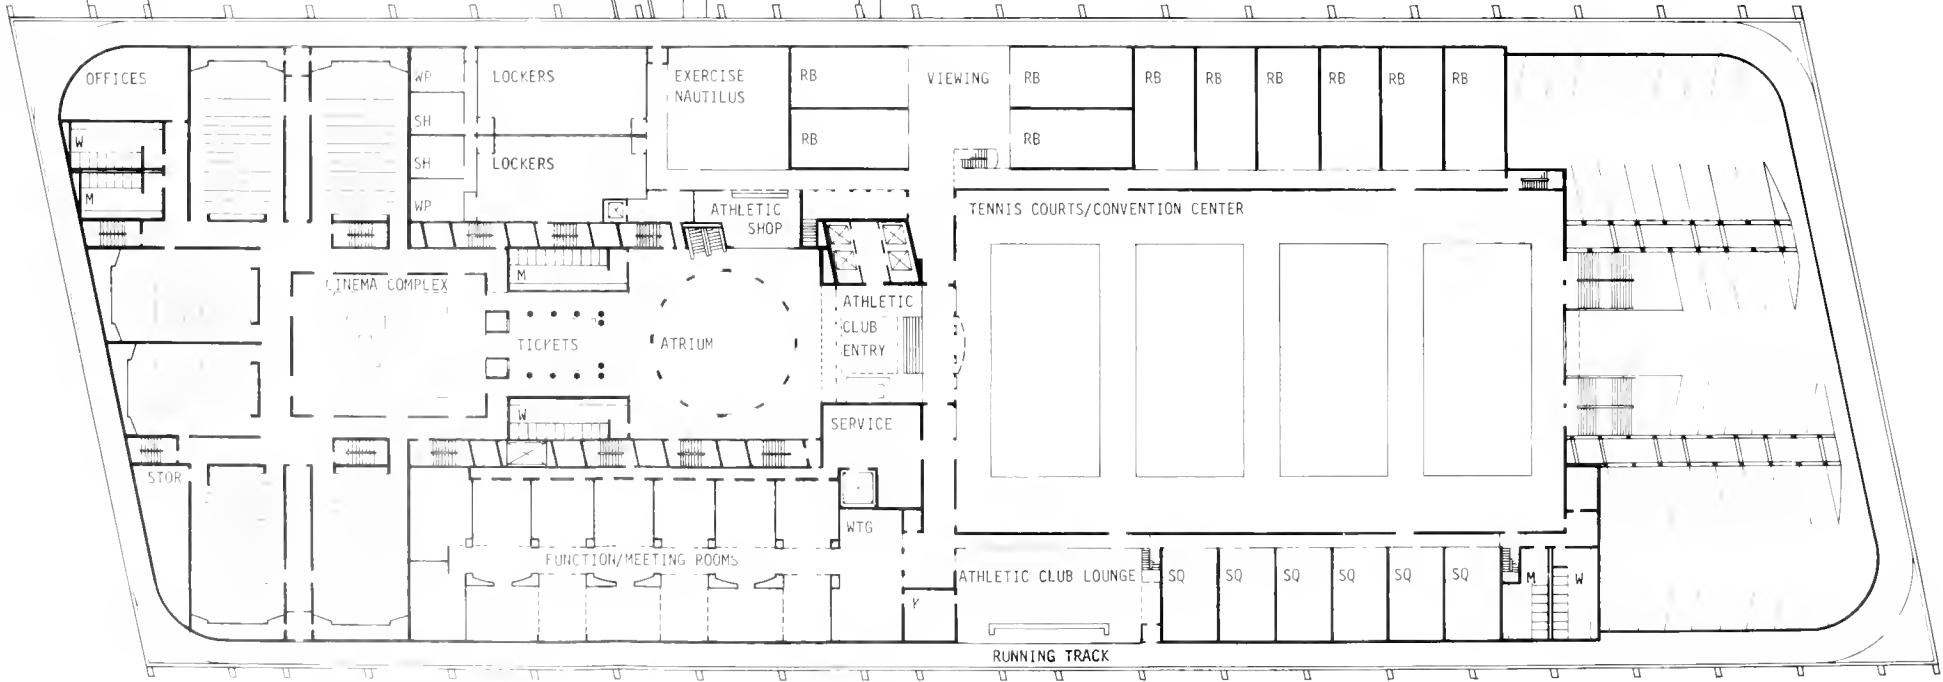 OFFICES
WP
LOCKERS
EXERCISE
NAUTILUS
RB
VIEWING
RB
RB
RB
RB
RB
RB
RB
SH
W
RB
RB
SH
LOCKERS
M
WP
ATHLETIC
SHOP
TENNIS COURTS/CONVENTION CENTER
M
CINEMA COMPLEX
ATHLETIC
CLUB
ENTRY
TICKETS
ATRIUM
W
SERVICE
STOR
WTG
FUNCTION/MEETING ROOMS
ATHLETIC CLUB LOUNGE
SQ
SQ
SQ
SQ
SQ
SQ
M
W
RUNNING TRACK